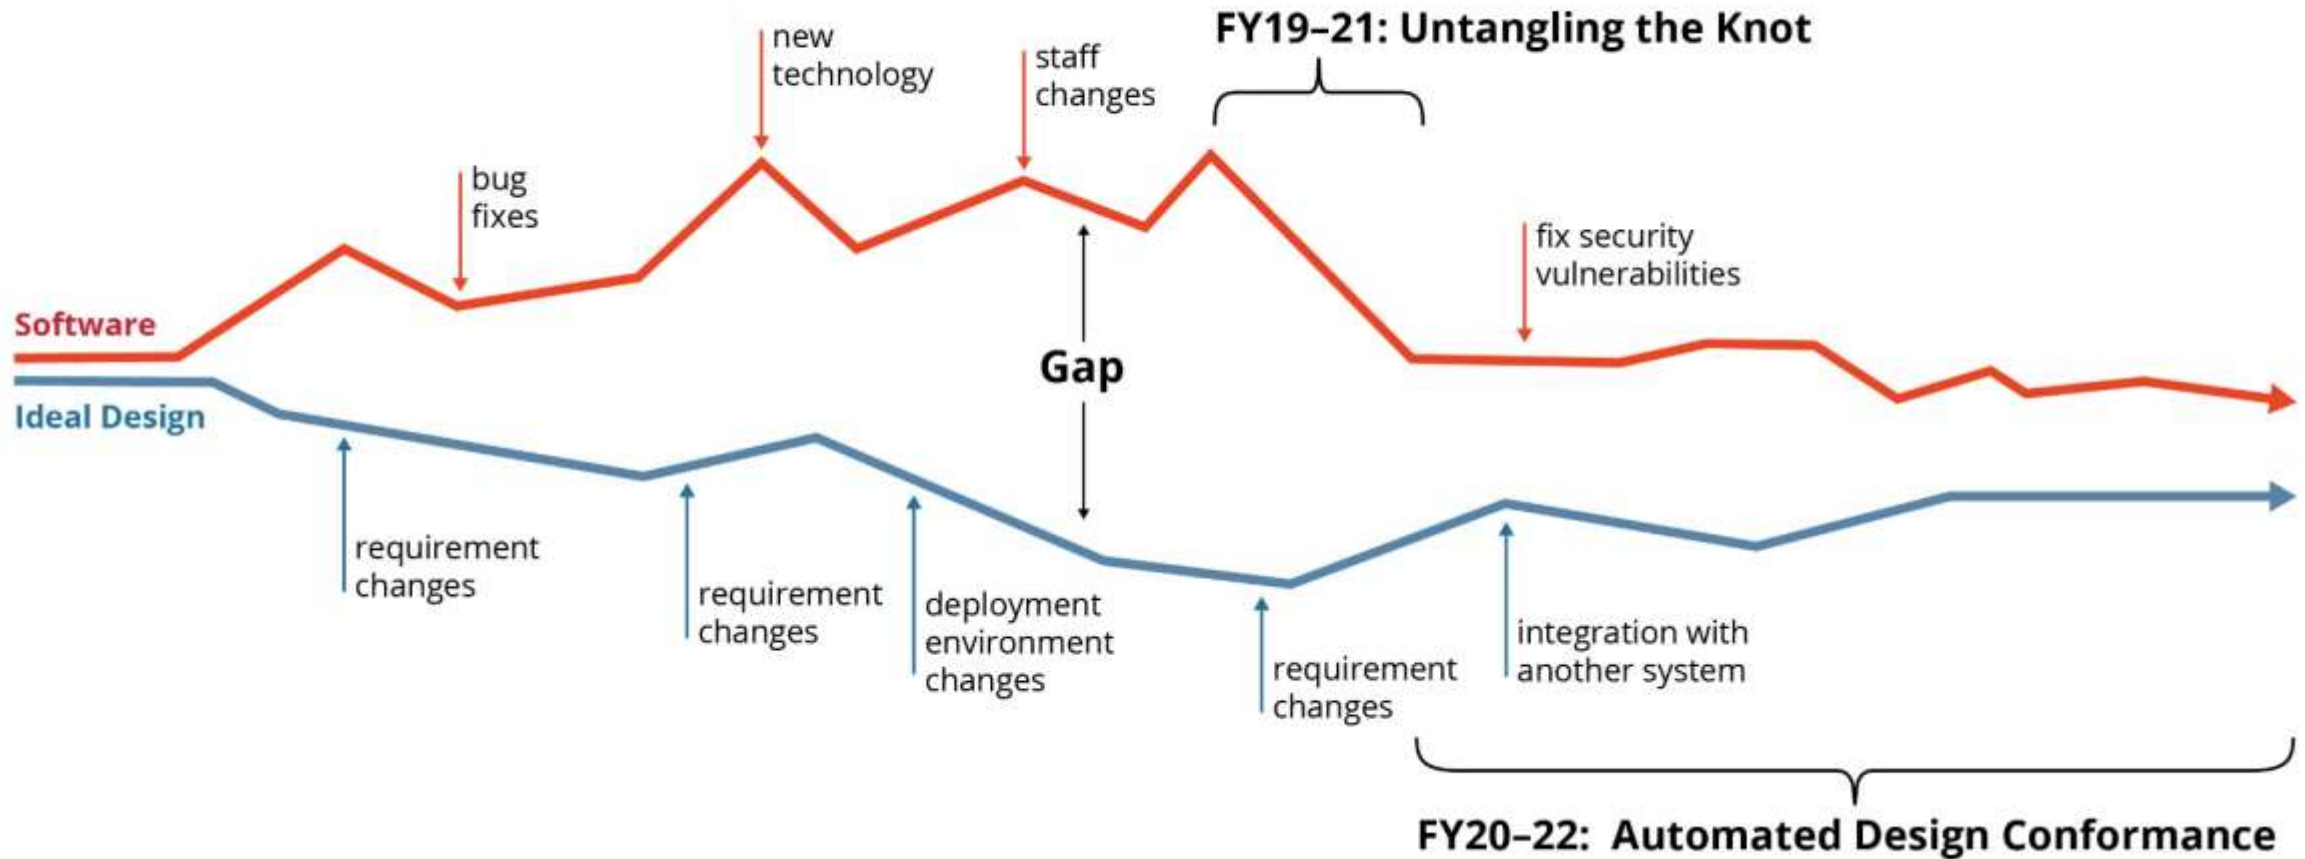 FY19–21: Untangling the Knot
new
technology
staff
changes
bug
fixes
fix security
vulnerabilities
Software
Gap
Ideal Design
requirement
changes
requirement
changes
deployment
environment
changes
requirement
changes
integration with
another system
FY20–22: Automated Design Conformance